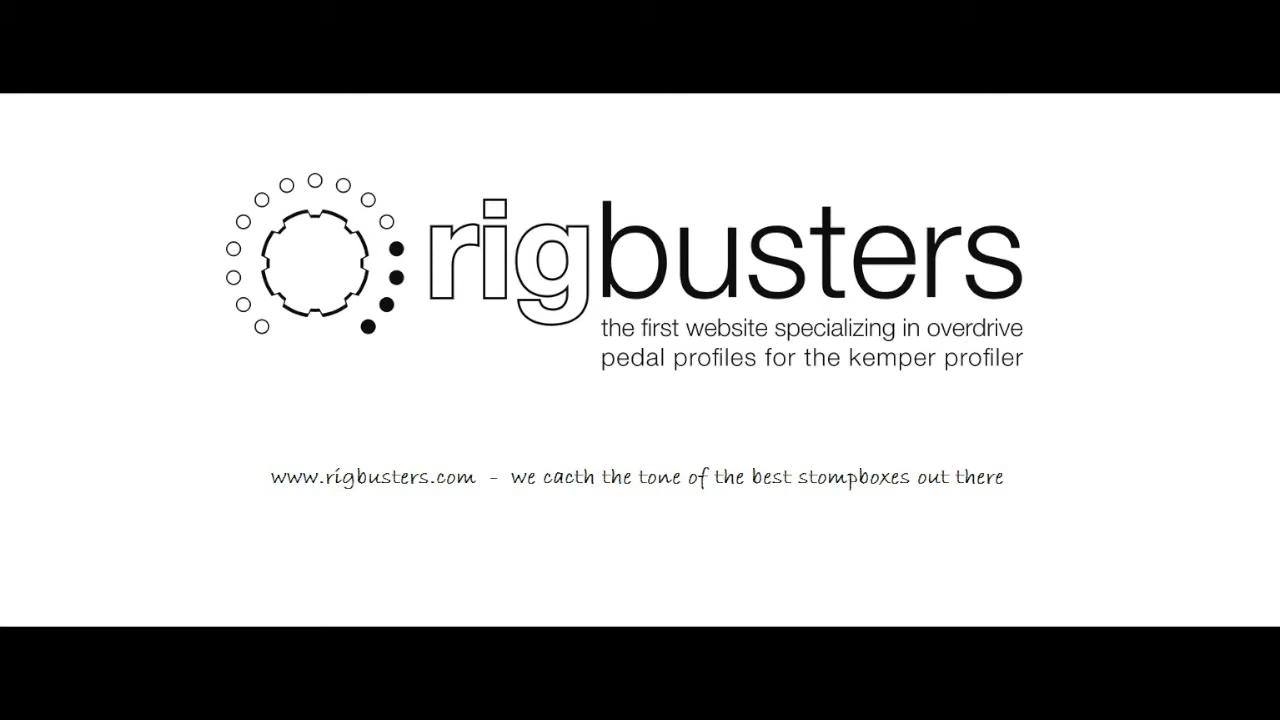 rigbusters
the first website specializing in overdrive
pedal profiles for the kemper profiler
www.rigbusters.com - we cacth the tone of the best stompboxes out there